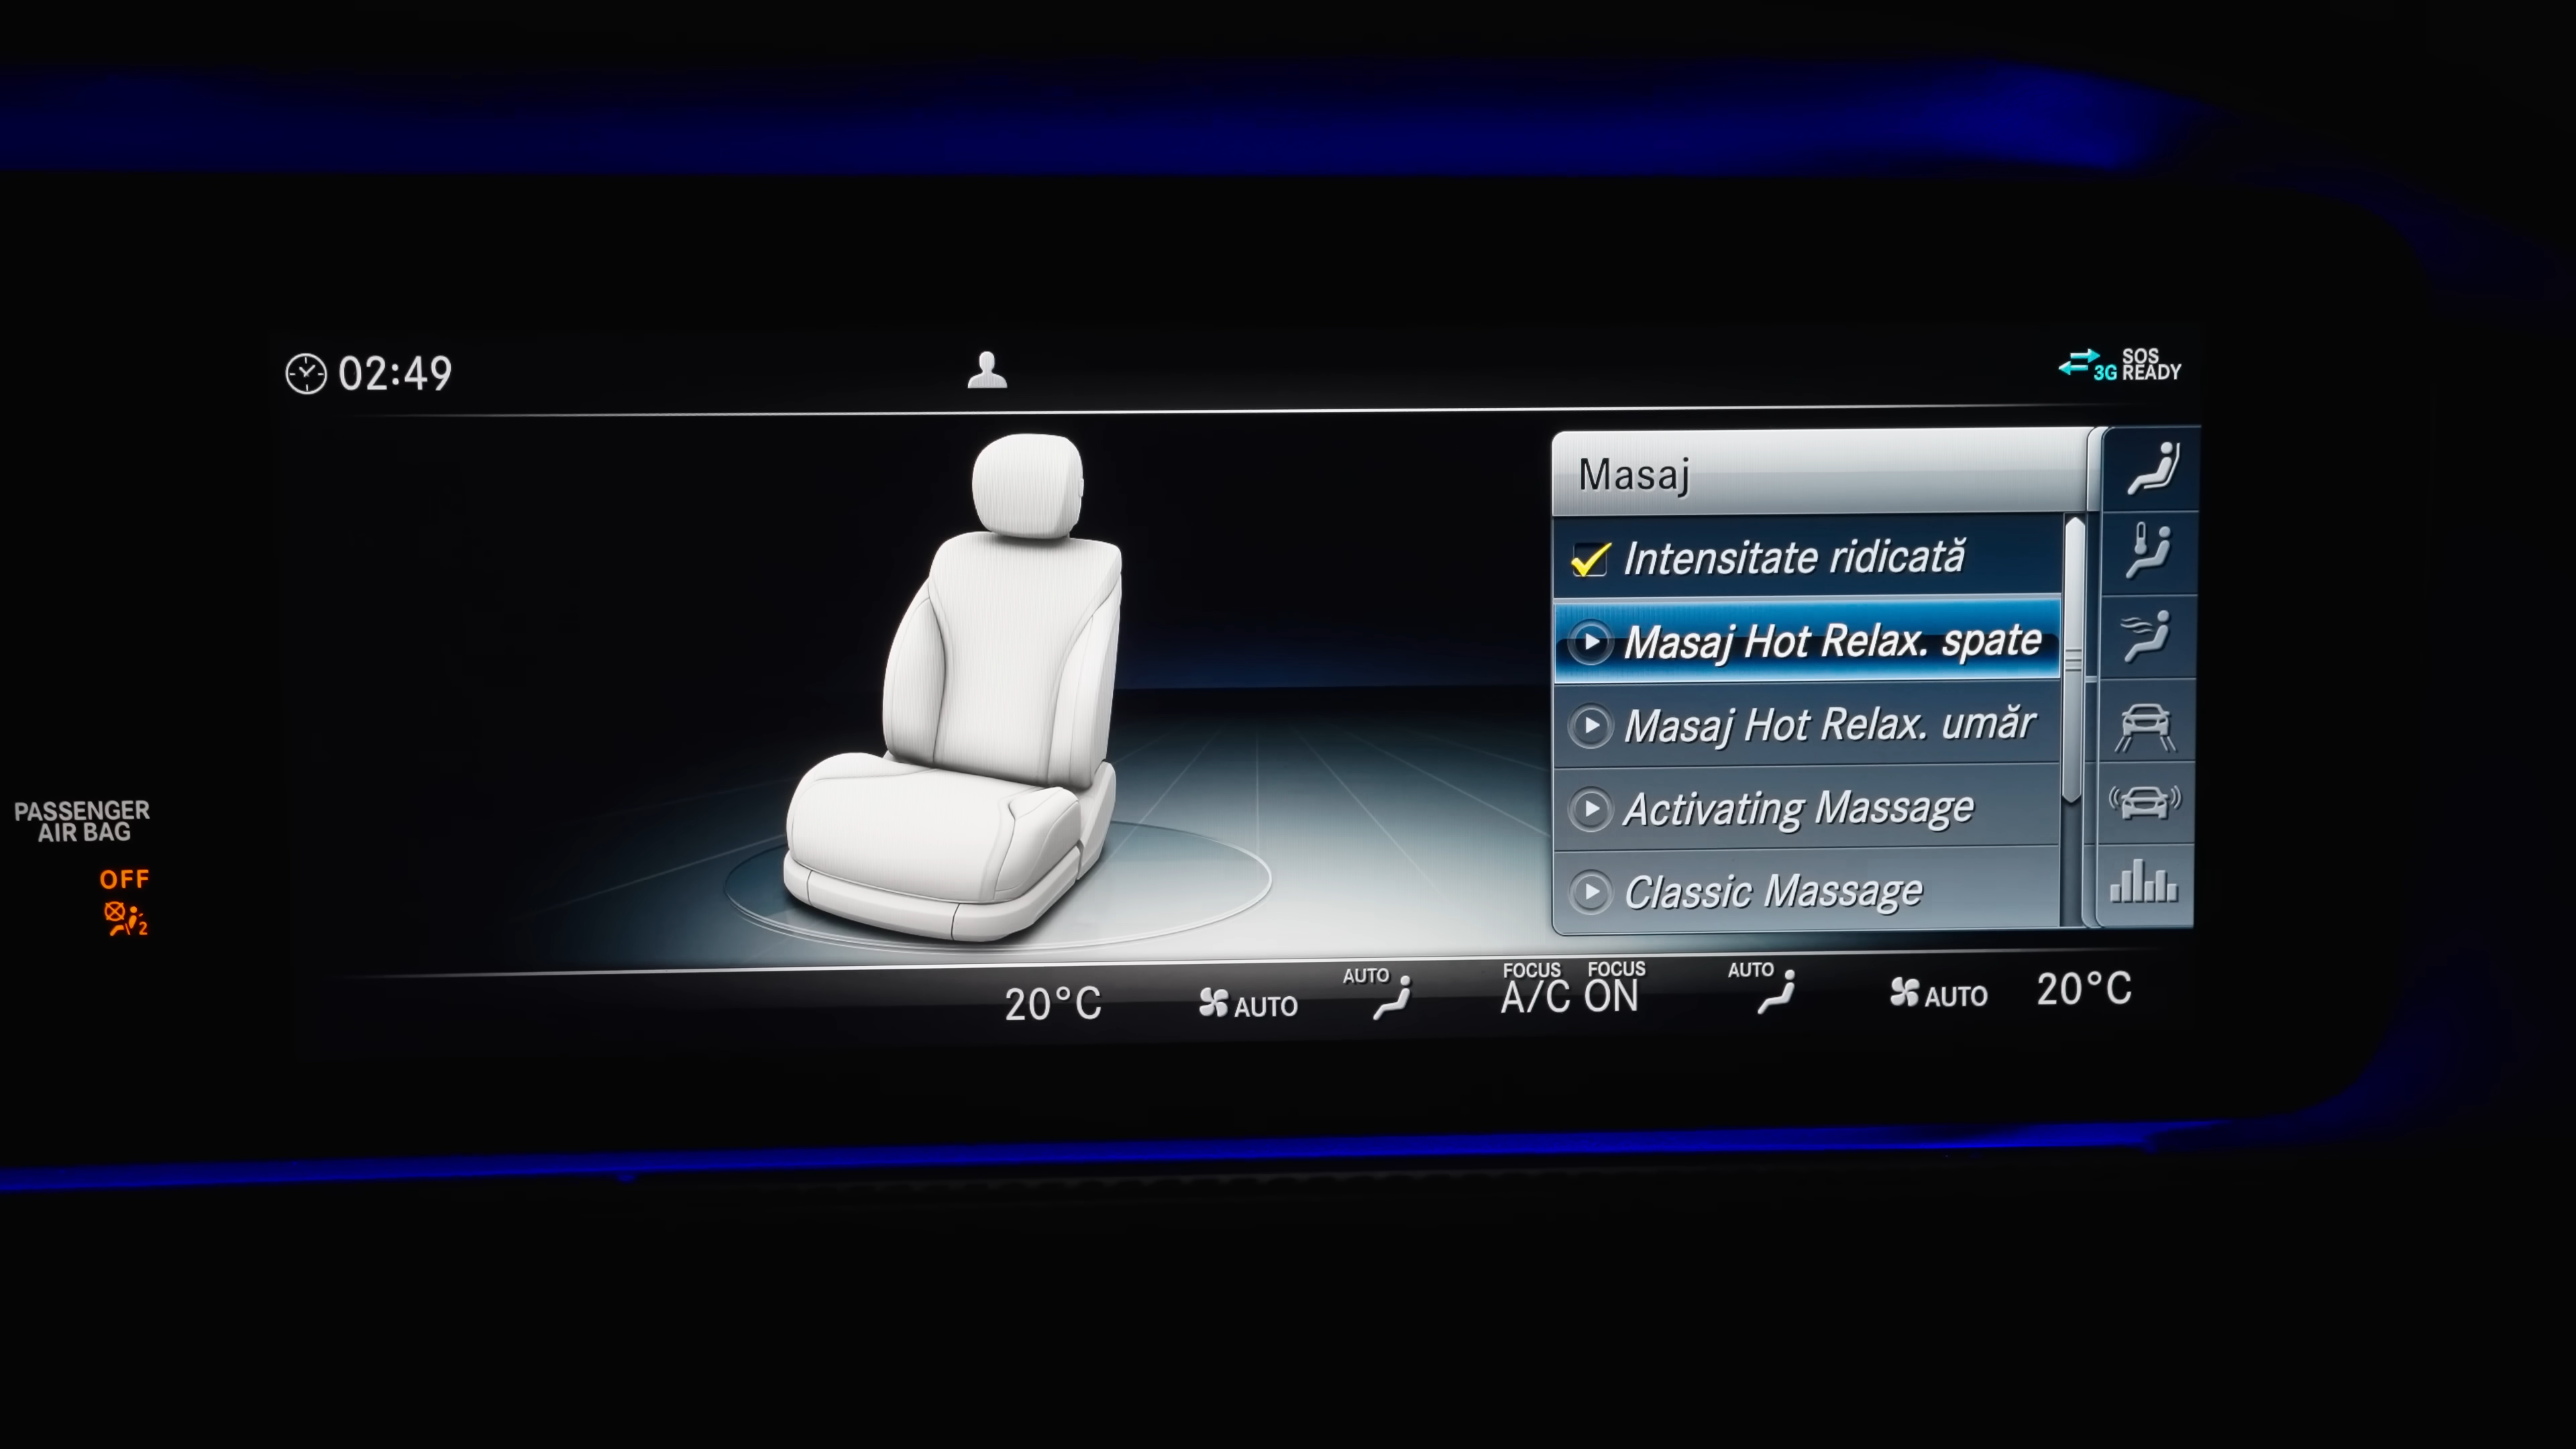 02:49
3G SOS
READY
Masaj
Intensitate ridicată
Masaj Hot Relax. spate
Masaj Hot Relax. umăr
Activating Massage
Classic Massage
PASSENGER
AIR BAG
OFF
2
20°C AUTO AUTO FOCUS FOCUS AUTO AUTO 20°C
A/C ON